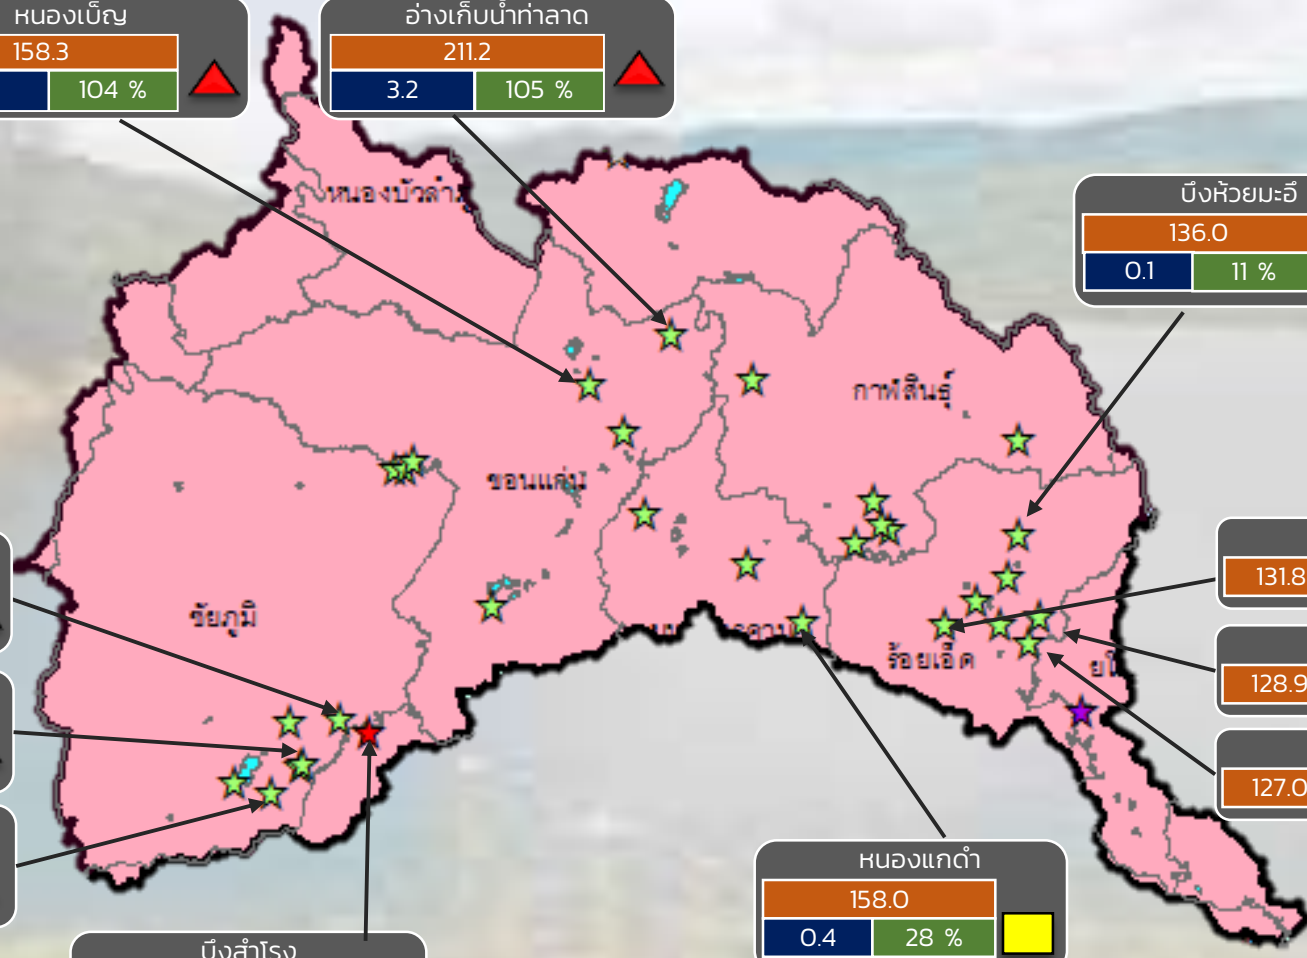 หนองเบ็ญ
158.3
104 %
อ่างเก็บน้ำท่าลาด
211.2
3.2
105 %
หนองบัวลำภู
บึงห้วยมะอึ
136.0
0.1
11 %
กาฬสินธุ์
ขอนแก่น
131.8
ชัยภูมิ
ร้อยเอ็ด
128.9
127.0
หนองแกดำ
158.0
0.4
28 %
บึงสำโรง